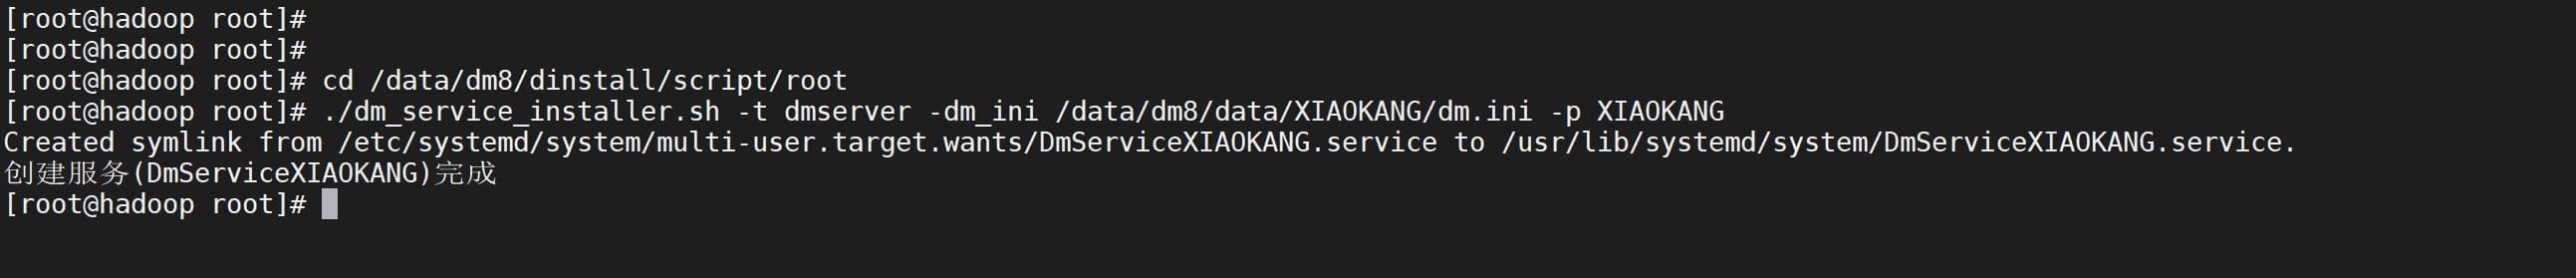 [root@hadoop root]#
[root@hadoop root]#
[root@hadoop root]# cd /data/dm8/dinstall/script/root
[root@hadoop root]# ./dm_service_installer.sh -t dmserver -dm_ini /data/dm8/data/XIAOKANG/dm.ini -p XIAOKANG
Created symlink from /etc/systemd/system/multi-user.target.wants/DmServiceXIAOKANG.service to /usr/lib/systemd/system/DmServiceXIAOKANG.service.
创建服务(DmServiceXIAOKANG)完成
[root@hadoop root]#